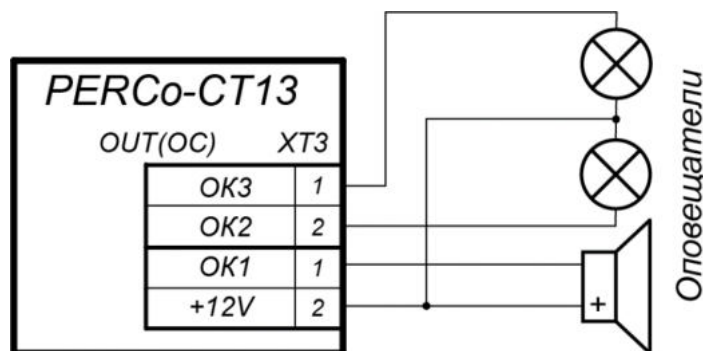 PERCo-CT13
OUT(OC) XT3
OK3 1
OK2 2
OK1 1
+12V 2
+
Оповещатели